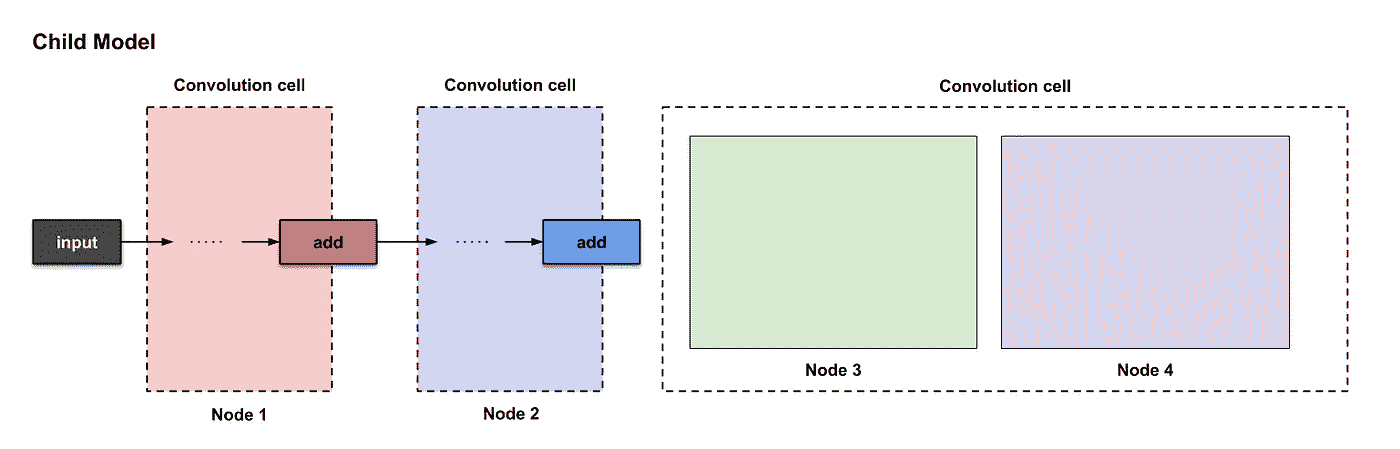 Child Model
Convolution cell
Convolution cell
Convolution cell
input
.....
add
.....
add
Node 3
Node 4
Node 1
Node 2